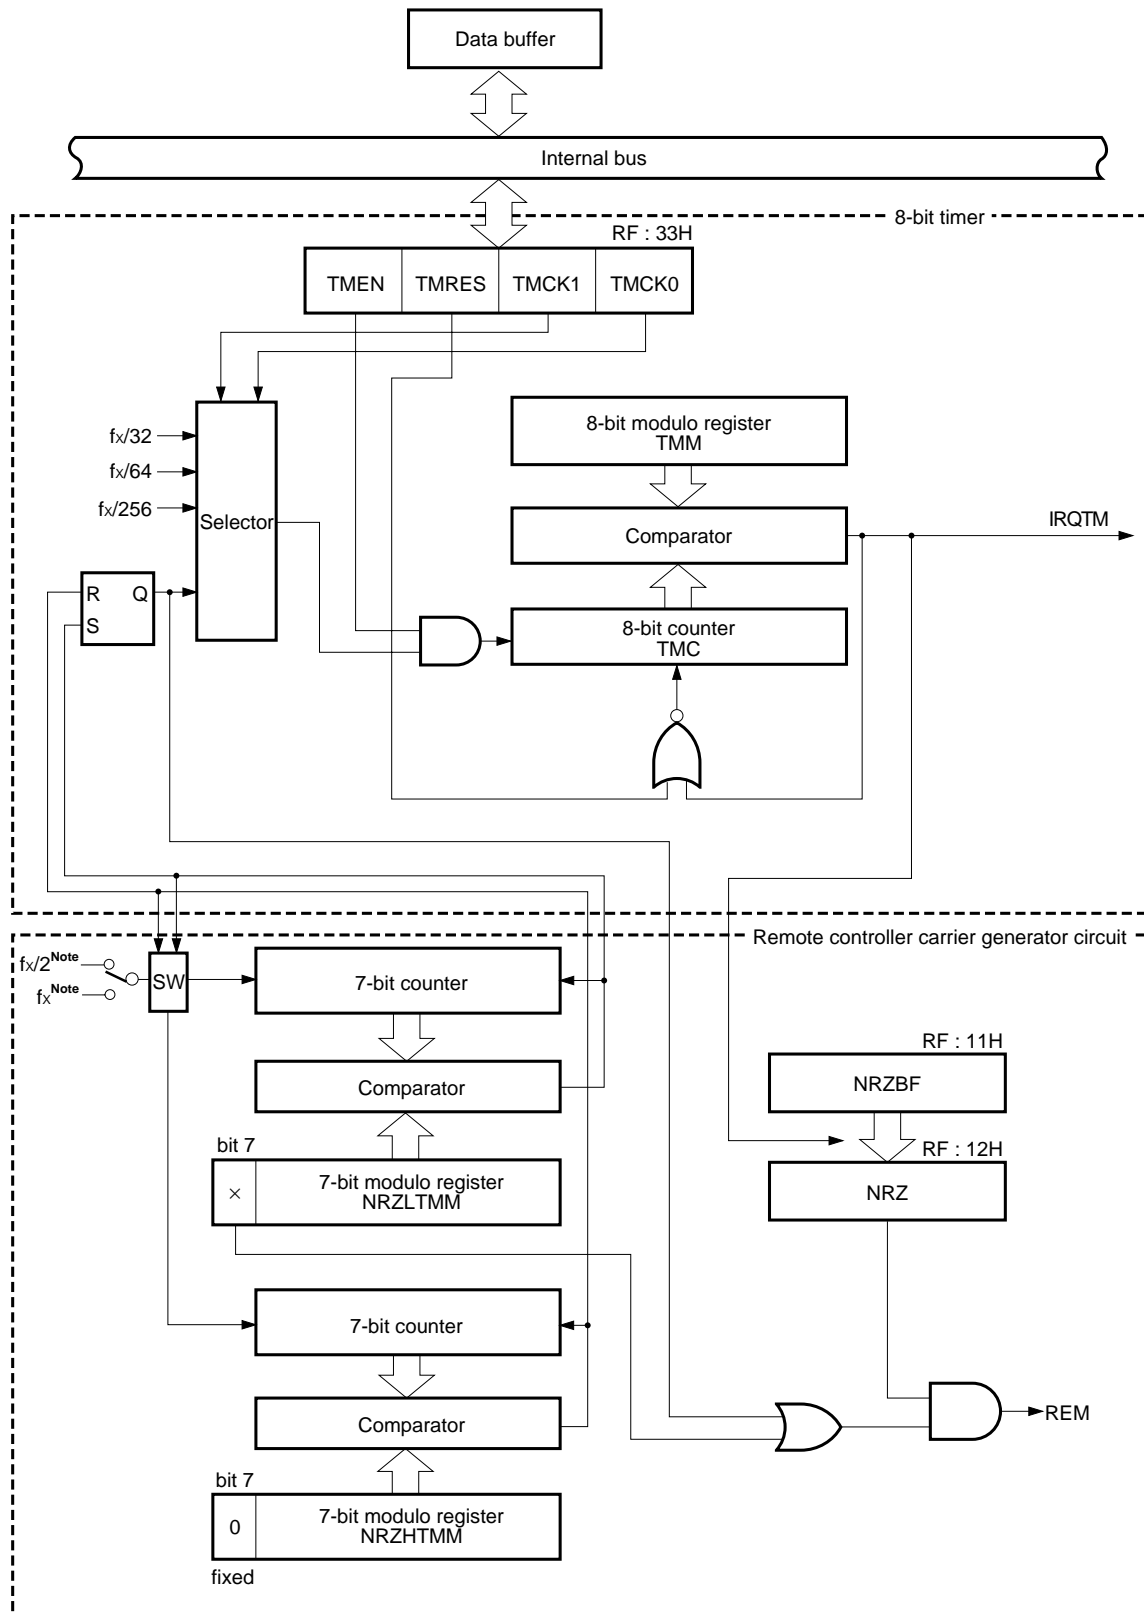 Data buffer
Internal bus
8-bit timer
RF : 33H
TMEN TMRES TMCK1 TMCK0
fX/32
fX/64
fX/256
Selector
8-bit modulo register
TMM
Comparator
IRQTM
R Q
S
8-bit counter
TMC
Remote controller carrier generator circuit
fX/2Note
fXNote
SW
7-bit counter
Comparator
bit 7
×
7-bit modulo register
NRZLTMM
RF : 11H
NRZBF
RF : 12H
NRZ
7-bit counter
Comparator
REM
bit 7
0
7-bit modulo register
NRZHTMM
fixed